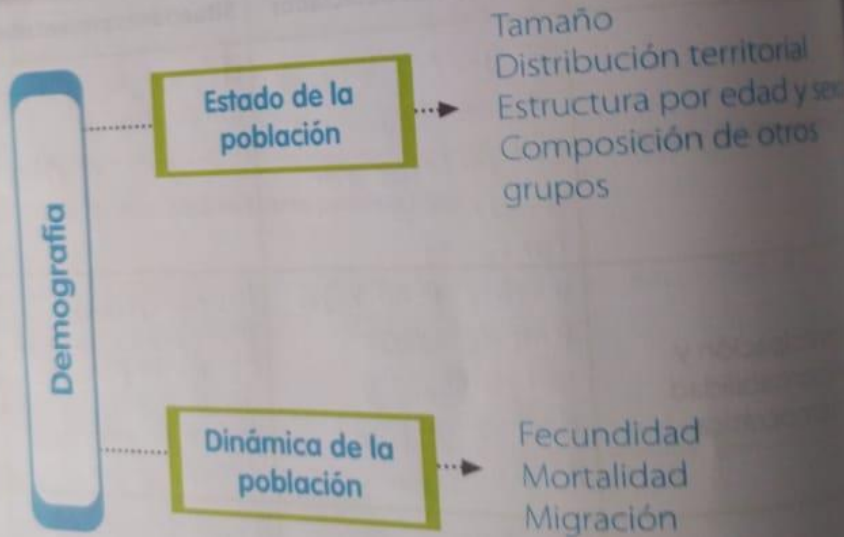 Demografía
Estado de la
población
Tamaño
Distribución territorial
Estructura por edad y sexo
Composición de otros
grupos
Dinámica de la
población
Fecundidad
Mortalidad
Migración